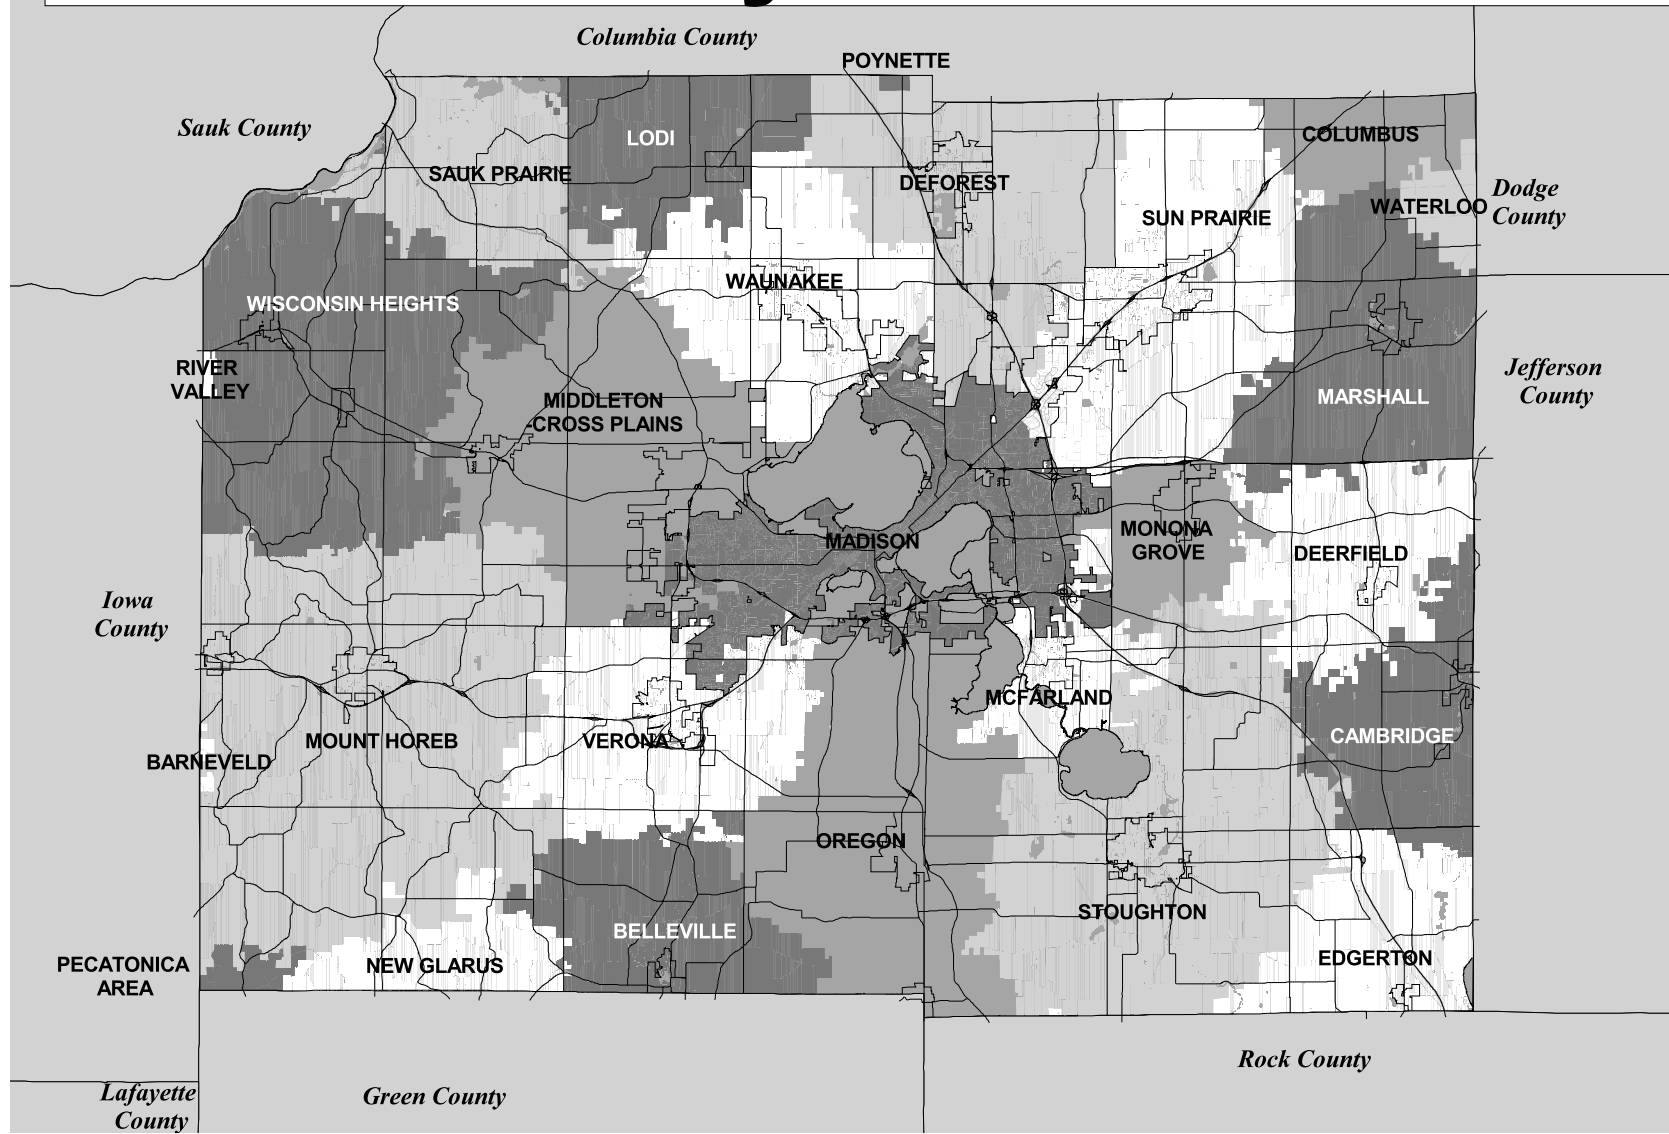 Columbia County
POYNETTE
Sauk County
LODI
COLUMBUS
SAUK PRAIRIE
DEFOREST
WATERLOO
Dodge
County
SUN PRAIRIE
WAUNAKEE
WISCONSIN HEIGHTS
RIVER
VALLEY
Jefferson
County
MARSHALL
MIDDLETON
-CROSS PLAINS
MONONA
GROVE
MADISON
DEERFIELD
Iowa
County
MCFARLAND
CAMBRIDGE
MOUNT HOREB
VERONA
BARNEVELD
OREGON
STOUGHTON
BELLEVILLE
EDGERTON
PECATONICA
AREA
NEW GLARUS
Rock County
Lafayette
County
Green County